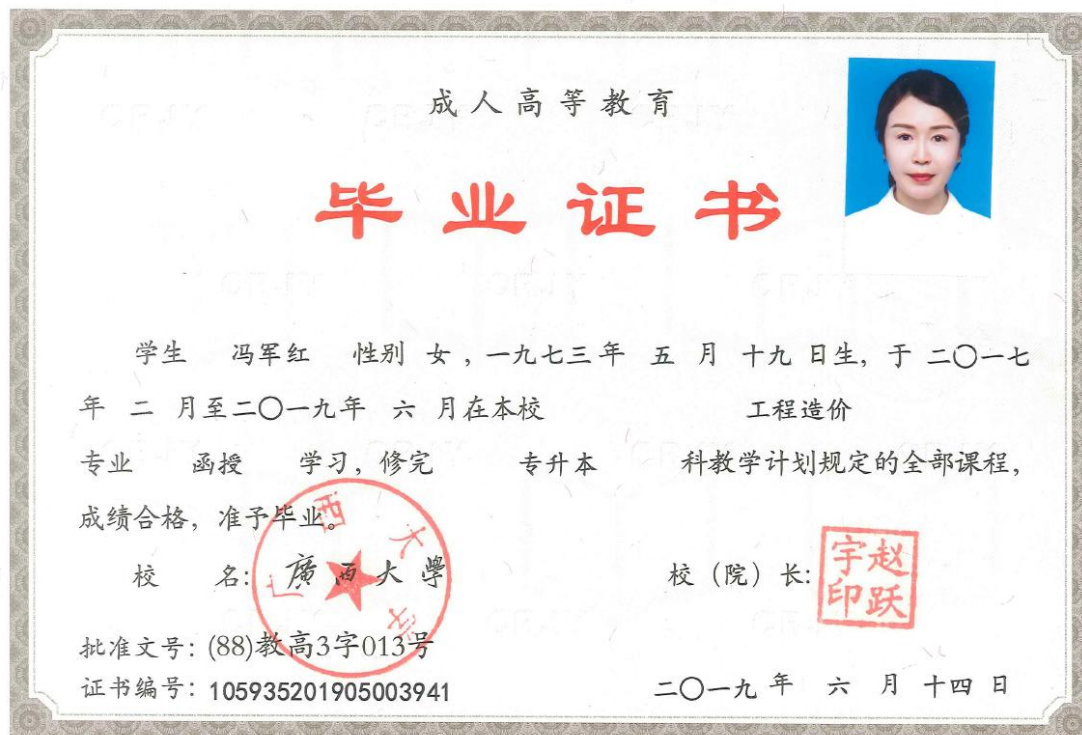 成人高等教育
毕业证书
学生 冯军红 性别 女，一九七三年 五 月 十九 日生，于 二〇一七
年 二 月至二〇一九年 六 月在本校 工程造价
专业 函授 学习，修完 专升本 科教学计划规定的全部课程，
成绩合格，准予毕业。
校 名：廣西大學
广西大学
校（院）长：
赵跃宇印
批准文号：(88)教高3字013号
证书编号：105935201905003941
二〇一九 年 六 月 十四 日